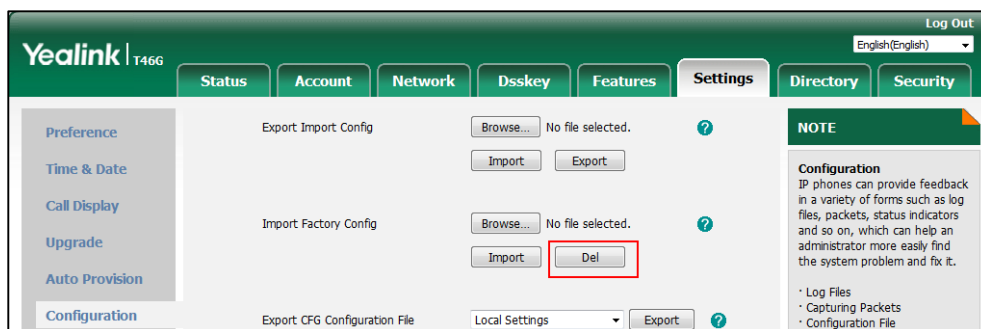 Log Out
Yealink T46G
English(English)
Status Account Network Dsskey Features Settings Directory Security
Preference
Time & Date
Call Display
Upgrade
Auto Provision
Configuration
Export Import Config Browse... No file selected. ?
Import Export
Import Factory Config Browse... No file selected. ?
Import Del
Export CFG Configuration File Local Settings Export ?
NOTE
Configuration
IP phones can provide feedback
in a variety of forms such as log
files, packets, status indicators
and so on, which can help an
administrator more easily find
the system problem and fix it.
· Log Files
· Capturing Packets
· Configuration File